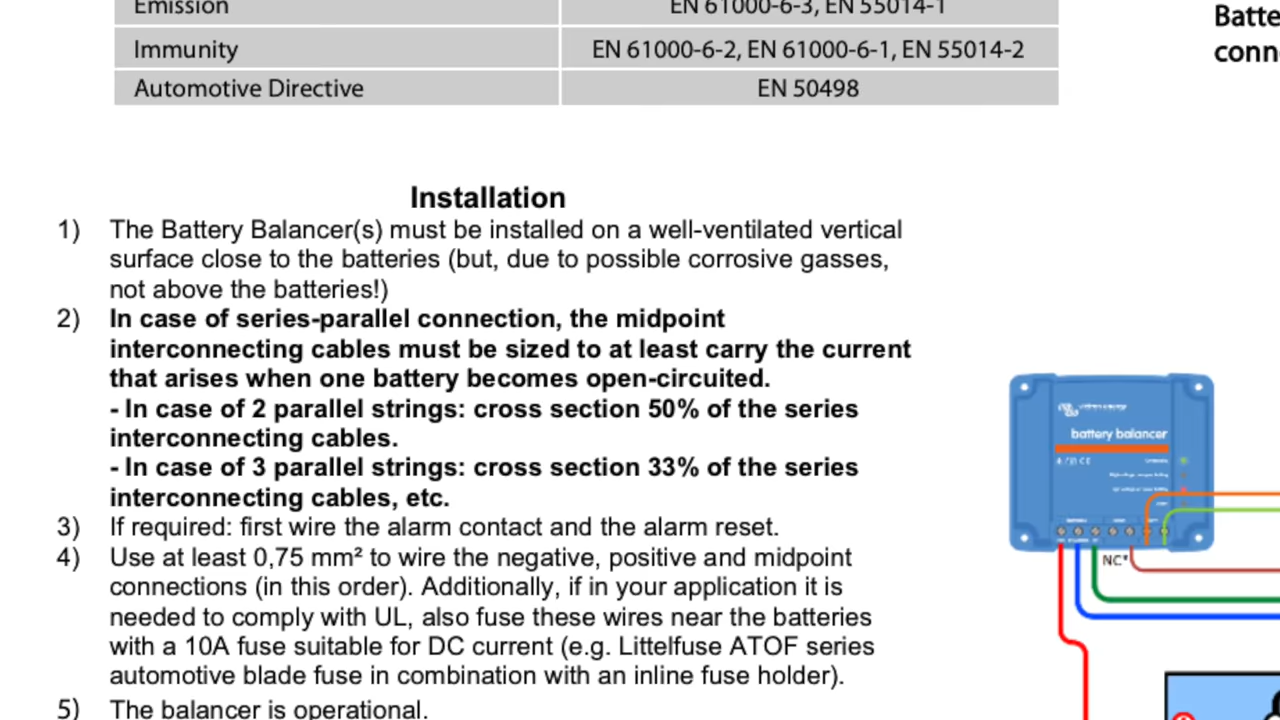 Emission EN 61000-6-3, EN 55014-1
Immunity EN 61000-6-2, EN 61000-6-1, EN 55014-2
Automotive Directive EN 50498
Batte
conn
Installation
1) The Battery Balancer(s) must be installed on a well-ventilated vertical
surface close to the batteries (but, due to possible corrosive gasses,
not above the batteries!)
2) In case of series-parallel connection, the midpoint
interconnecting cables must be sized to at least carry the current
that arises when one battery becomes open-circuited.
- In case of 2 parallel strings: cross section 50% of the series
interconnecting cables.
- In case of 3 parallel strings: cross section 33% of the series
interconnecting cables, etc.
3) If required: first wire the alarm contact and the alarm reset.
4) Use at least 0,75 mm² to wire the negative, positive and midpoint
connections (in this order). Additionally, if in your application it is
needed to comply with UL, also fuse these wires near the batteries
with a 10A fuse suitable for DC current (e.g. Littelfuse ATOF series
automotive blade fuse in combination with an inline fuse holder).
5) The balancer is operational.
victron energy
battery balancer
NC*